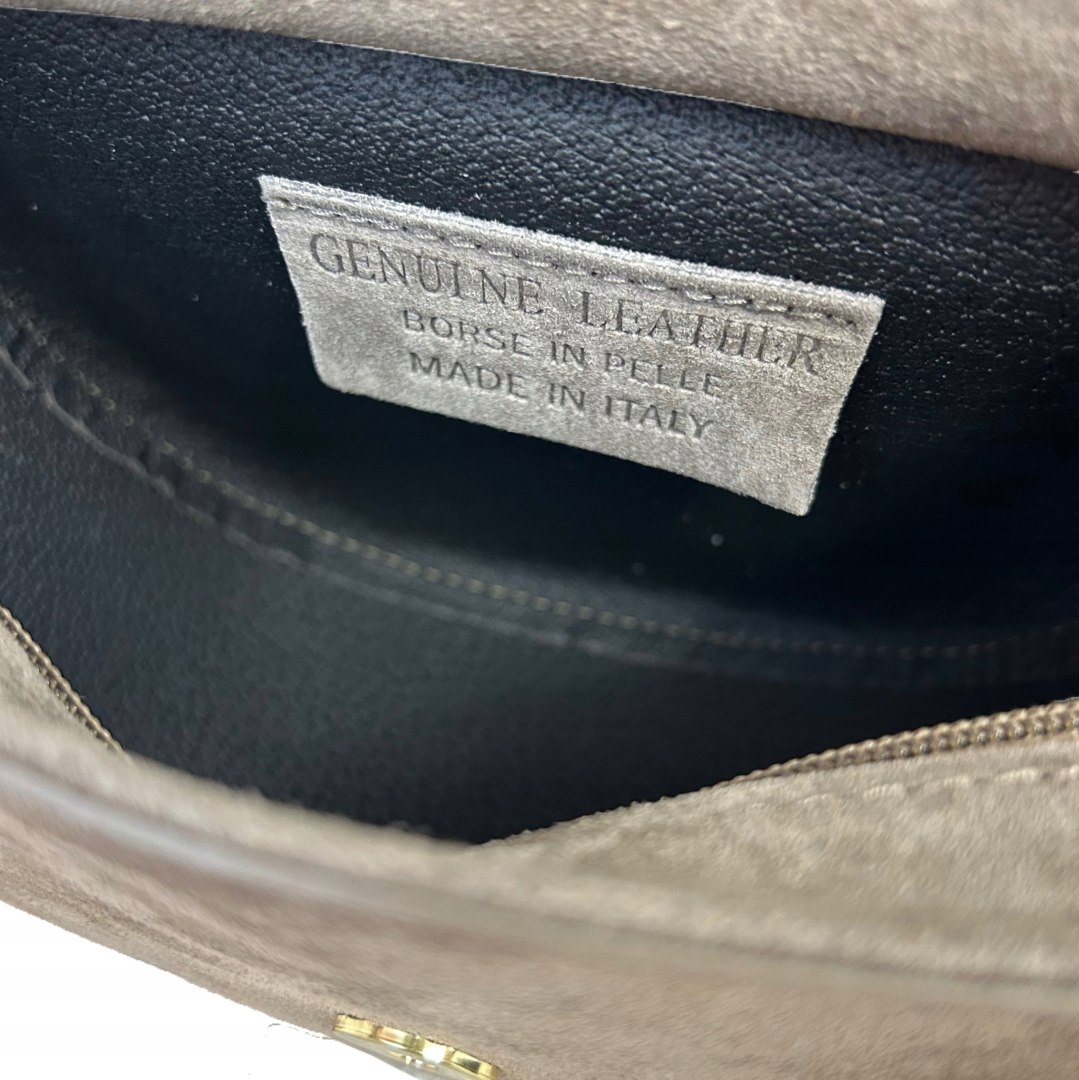 GENUINE LEATHER
BORSE IN PELLE
MADE IN ITALY